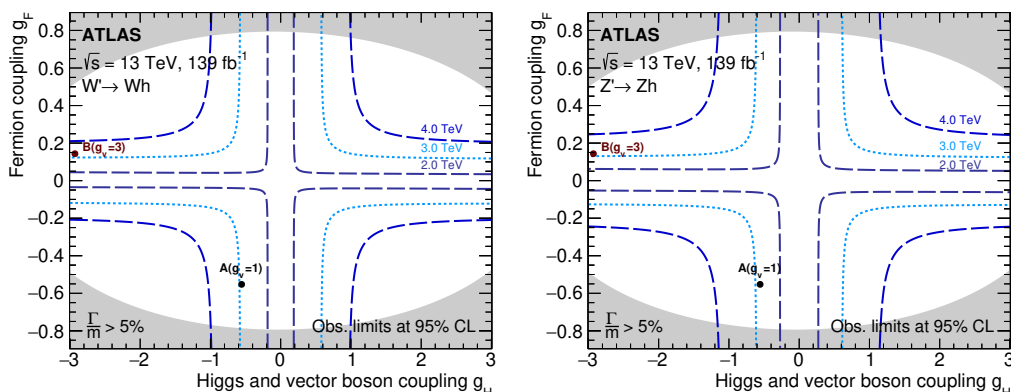 Fermion coupling g_F
0.8
0.6
0.4
0.2
0
−0.2
−0.4
−0.6
−0.8
ATLAS
√s = 13 TeV, 139 fb⁻¹
W'→ Wh
4.0 TeV
B(g_v=3)
3.0 TeV
2.0 TeV
A(g_v=1)
Γ/m > 5%
Obs. limits at 95% CL
−3 −2 −1 0 1 2 3
Higgs and vector boson coupling g_H
Fermion coupling g_F
0.8
0.6
0.4
0.2
0
−0.2
−0.4
−0.6
−0.8
ATLAS
√s = 13 TeV, 139 fb⁻¹
Z'→ Zh
4.0 TeV
B(g_v=3)
3.0 TeV
2.0 TeV
A(g_v=1)
Γ/m > 5%
Obs. limits at 95% CL
−3 −2 −1 0 1 2 3
Higgs and vector boson coupling g_H